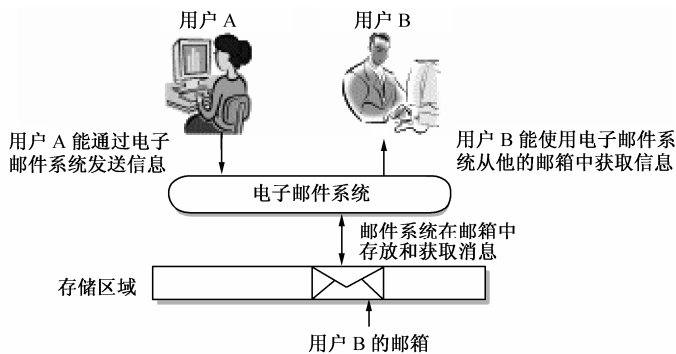 用户 A
用户 B
用户 A 能通过电子
邮件系统发送信息
用户 B 能使用电子邮件系
统从他的邮箱中获取信息
电子邮件系统
邮件系统在邮箱中
存放和获取消息
存储区域
用户 B 的邮箱